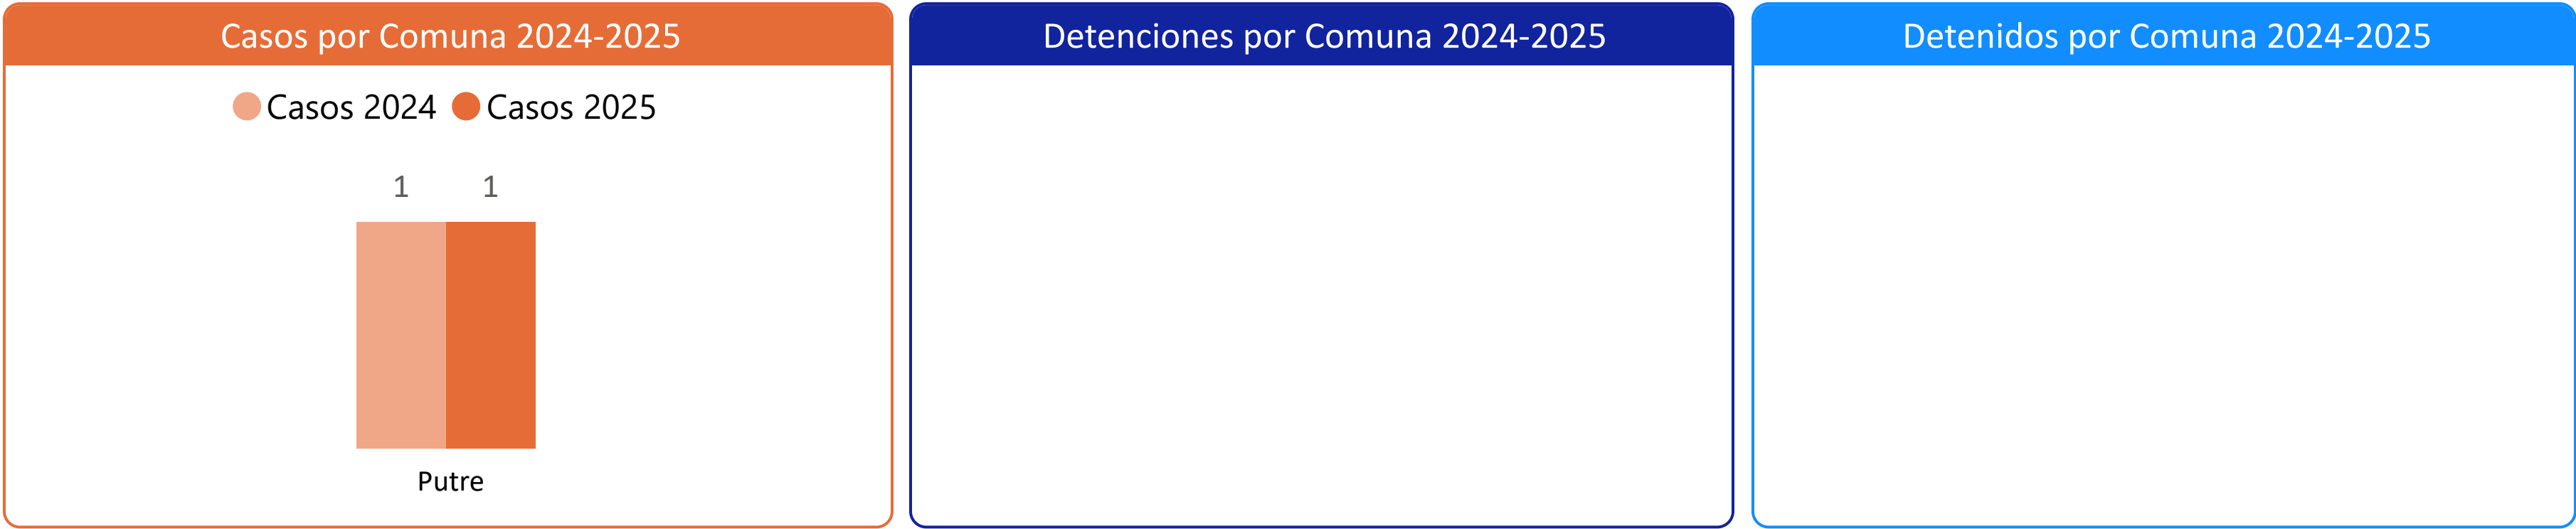 Casos por Comuna 2024-2025
Casos 2024 Casos 2025
1 1
Putre
Detenciones por Comuna 2024-2025
Detenidos por Comuna 2024-2025